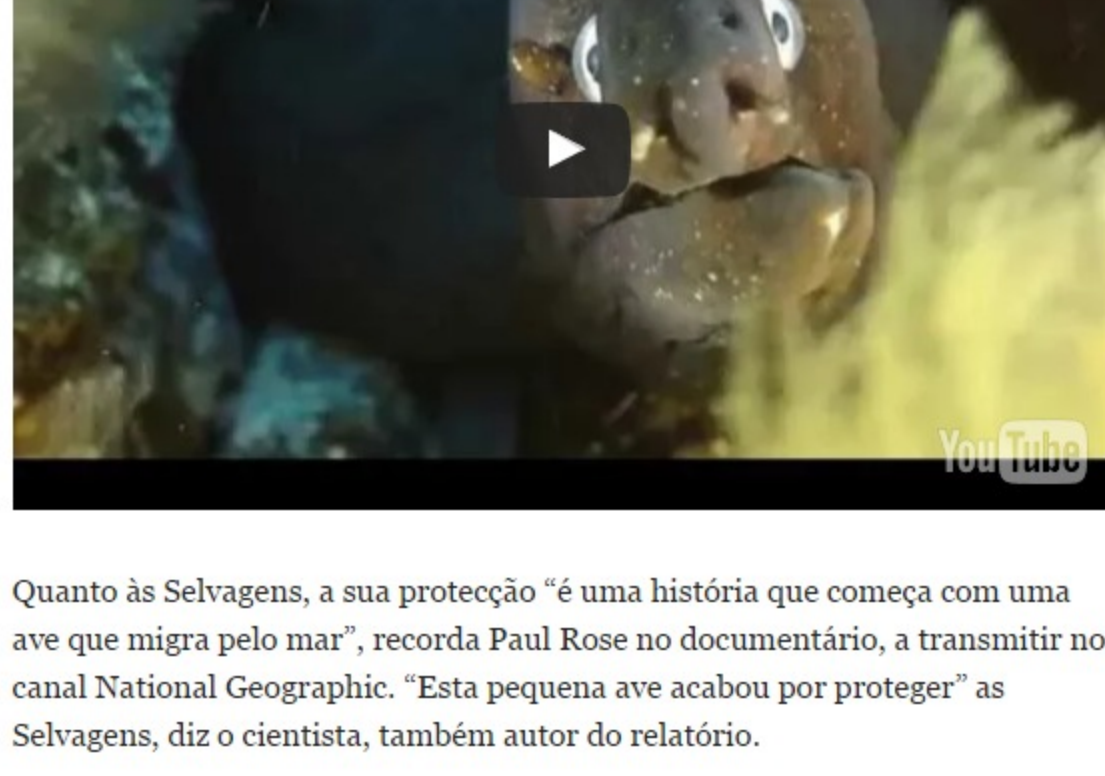 YouTube
Quanto às Selvagens, a sua protecção “é uma história que começa com uma
ave que migra pelo mar”, recorda Paul Rose no documentário, a transmitir no
canal National Geographic. “Esta pequena ave acabou por proteger” as
Selvagens, diz o cientista, também autor do relatório.